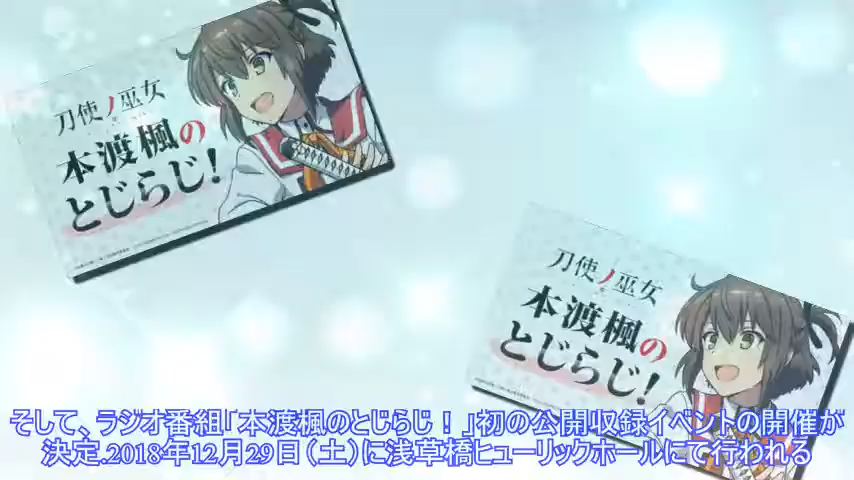 刀使ノ巫女
本渡楓の
とじらじ!
刀使ノ巫女
本渡楓の
とじらじ!
そして、ラジオ番組「本渡楓のとじらじ！」初の公開収録イベントの開催が
決定.2018年12月29日（土）に浅草橋ヒューリックホールにて行われる